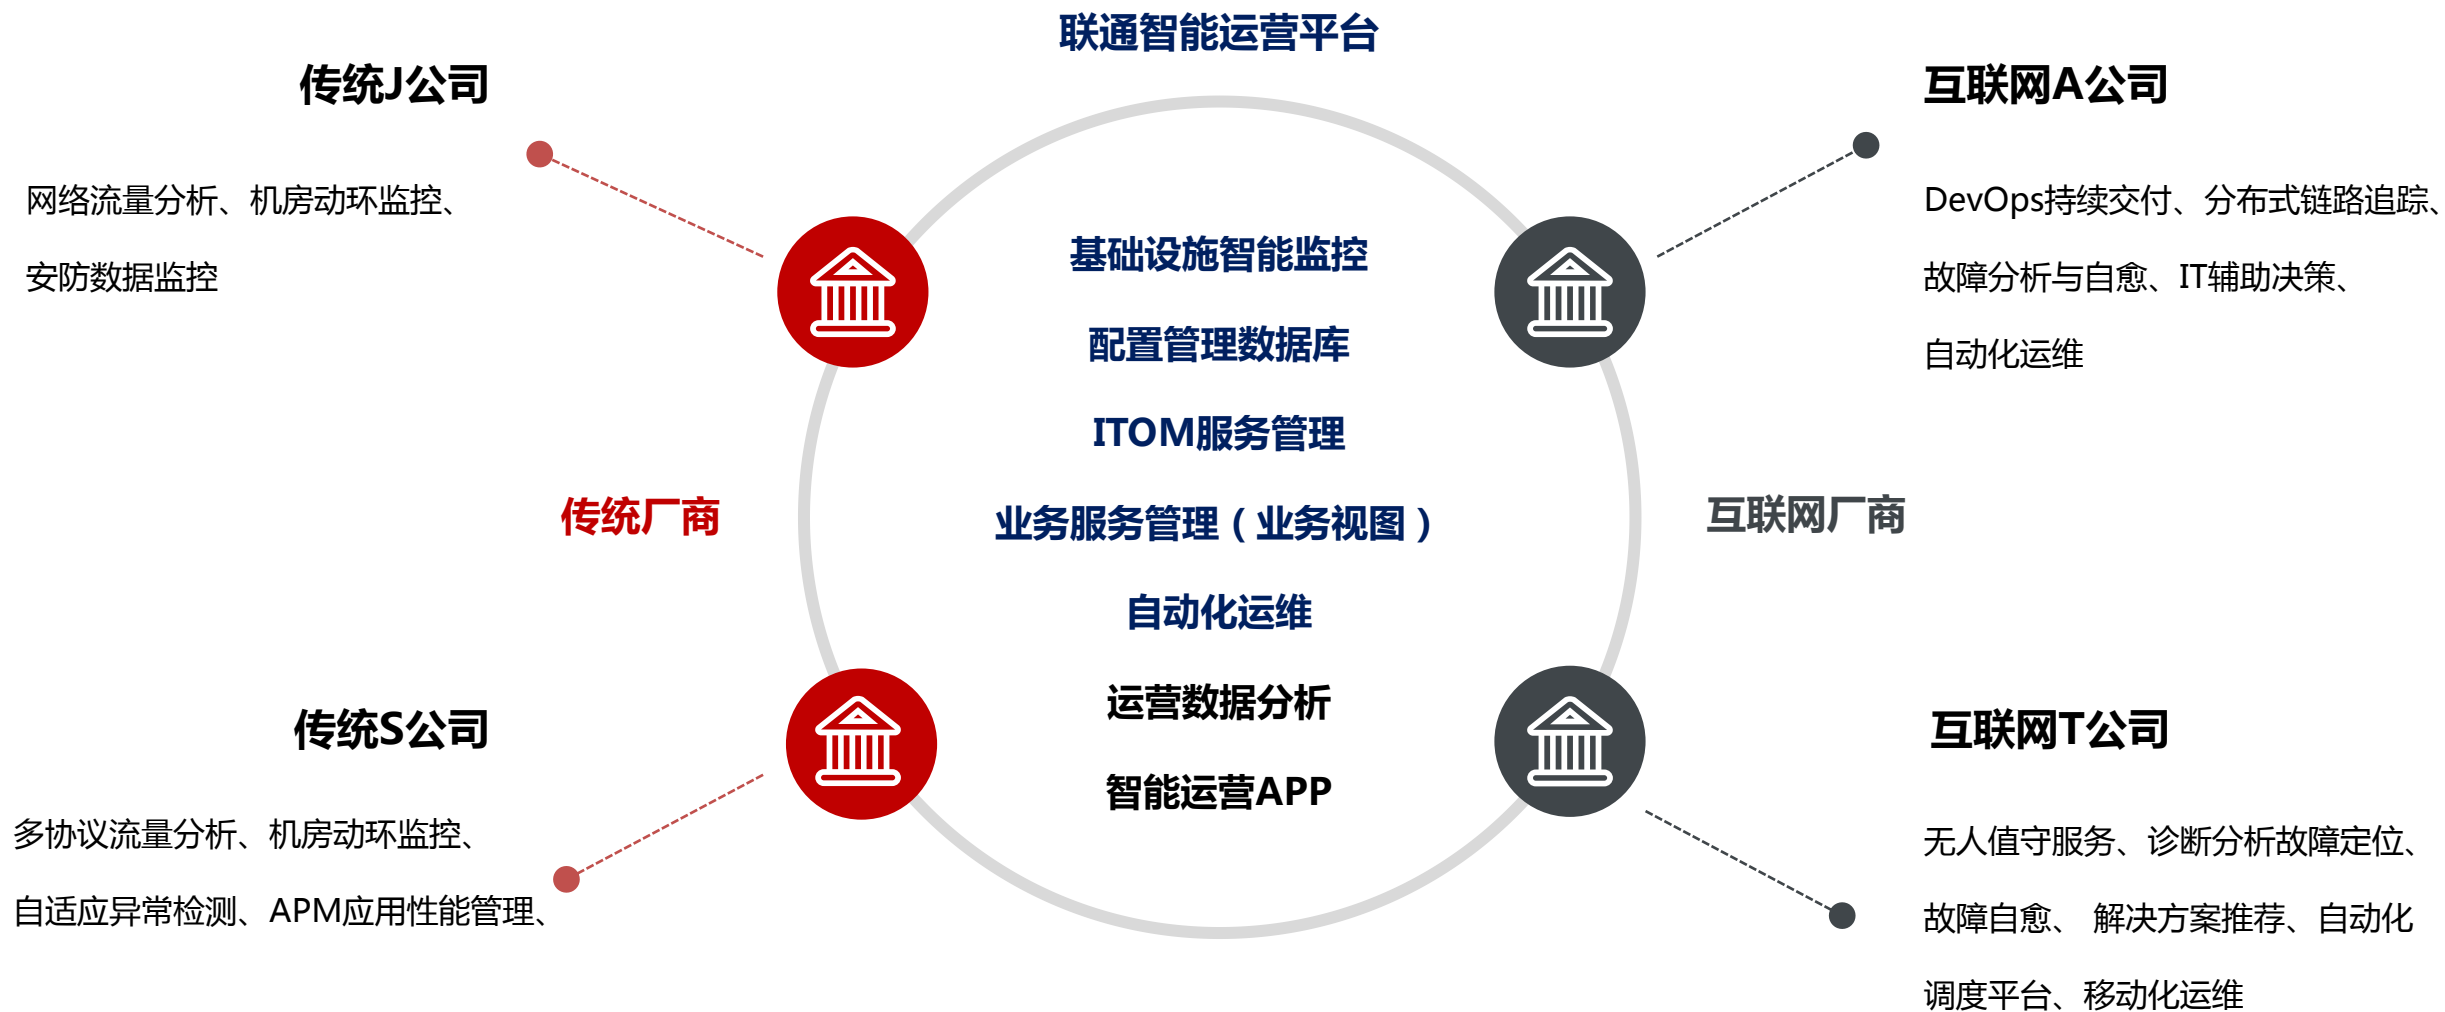 联通智能运营平台
传统J公司
网络流量分析、机房动环监控、
安防数据监控
互联网A公司
DevOps持续交付、分布式链路追踪、
故障分析与自愈、IT辅助决策、
自动化运维
基础设施智能监控
配置管理数据库
ITOM服务管理
业务服务管理（业务视图）
自动化运维
运营数据分析
智能运营APP
传统厂商
互联网厂商
传统S公司
多协议流量分析、机房动环监控、
自适应异常检测、APM应用性能管理、
互联网T公司
无人值守服务、诊断分析故障定位、
故障自愈、 解决方案推荐、自动化
调度平台、移动化运维